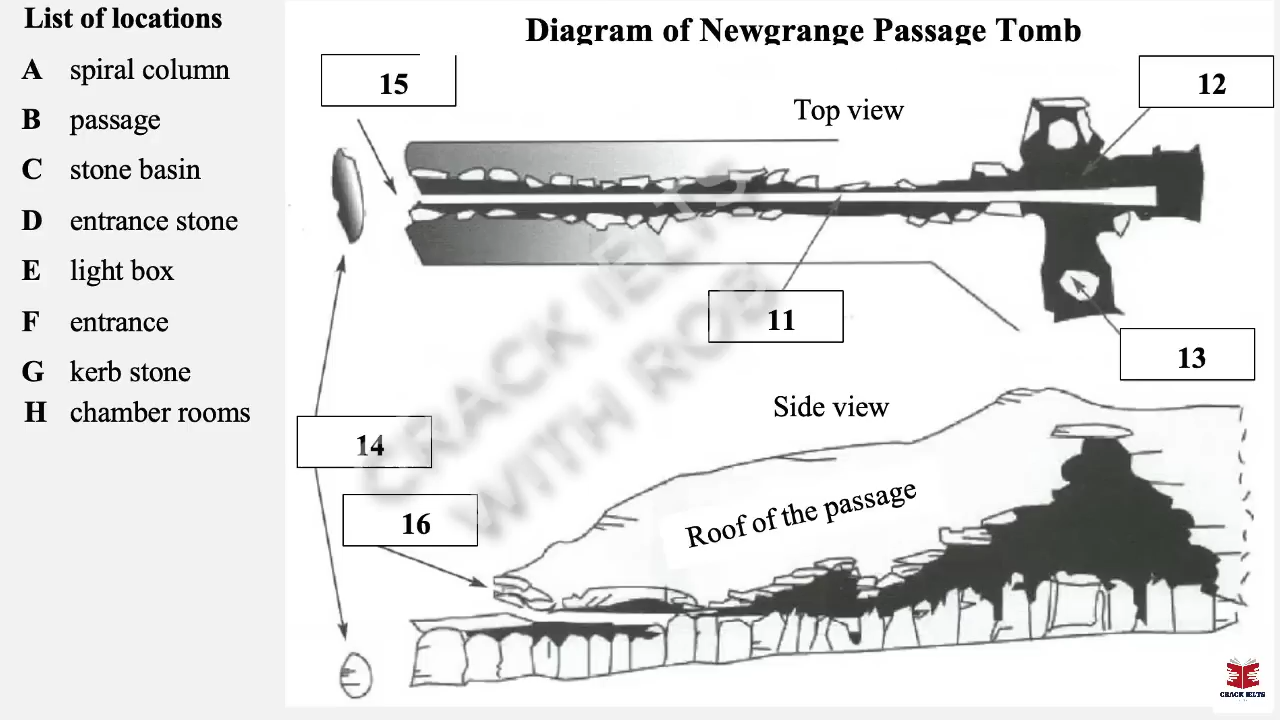 List of locations
A spiral column
B passage
C stone basin
D entrance stone
E light box
F entrance
G kerb stone
H chamber rooms
Diagram of Newgrange Passage Tomb
15
12
Top view
11
13
14
16
Side view
Roof of the passage
CRACK IELTS
WITH ROB
CRACK IELTS